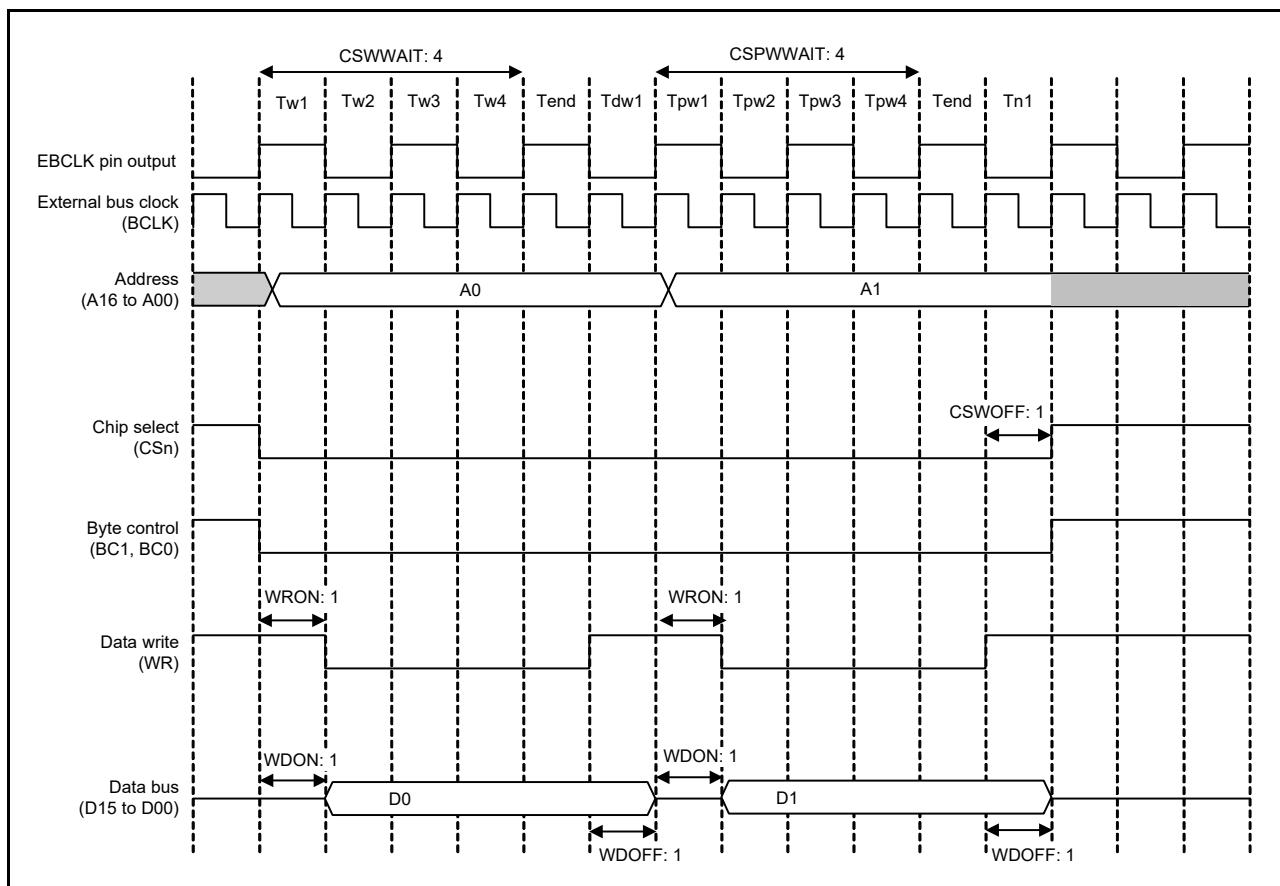 CSWWAIT: 4 CSPWWAIT: 4
Tw1 Tw2 Tw3 Tw4 Tend Tdw1 Tpw1 Tpw2 Tpw3 Tpw4 Tend Tn1
EBCLK pin output
External bus clock
(BCLK)
Address
(A16 to A00)
A0 A1
CSWOFF: 1
Chip select
(CSn)
Byte control
(BC1, BC0)
WRON: 1 WRON: 1
Data write
(WR)
WDON: 1 WDON: 1
Data bus
(D15 to D00)
D0 D1
WDOFF: 1 WDOFF: 1